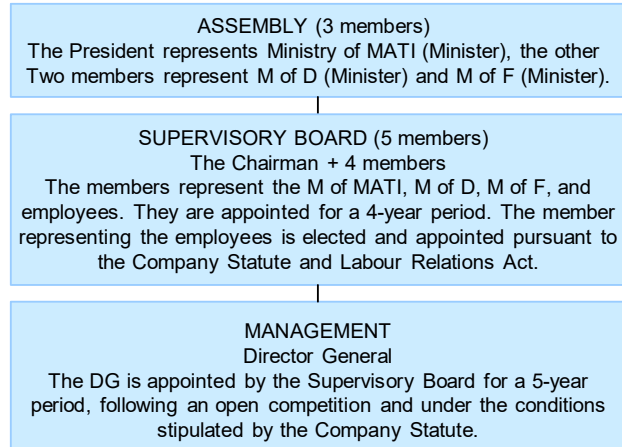 ASSEMBLY (3 members)
The President represents Ministry of MATI (Minister), the other
Two members represent M of D (Minister) and M of F (Minister).
SUPERVISORY BOARD (5 members)
The Chairman + 4 members
The members represent the M of MATI, M of D, M of F, and
employees. They are appointed for a 4-year period. The member
representing the employees is elected and appointed pursuant to
the Company Statute and Labour Relations Act.
MANAGEMENT
Director General
The DG is appointed by the Supervisory Board for a 5-year
period, following an open competition and under the conditions
stipulated by the Company Statute.